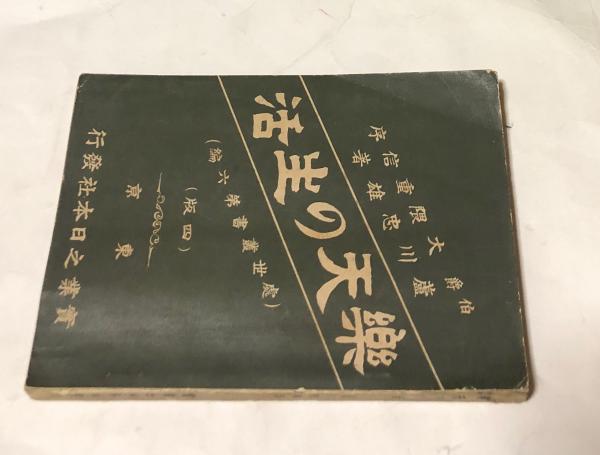 伯爵 大隈重信序
蘆川忠雄著
樂天の生活
(處世叢書第六編)
(四版)
東京
實業之日本社發行